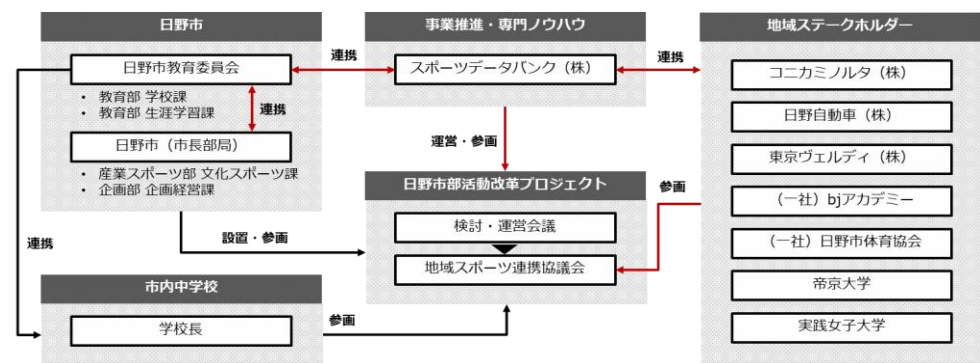 日野市
日野市教育委員会
• 教育部 学校課
• 教育部 生涯学習課
連携
日野市（市長部局）
• 産業スポーツ部 文化スポーツ課
• 企画部 企画経営課
連携
設置・参画
市内中学校
学校長
参画
連携
事業推進・専門ノウハウ
スポーツデータバンク（株）
運営・参画
日野市部活動改革プロジェクト
検討・運営会議
地域スポーツ連携協議会
連携
参画
地域ステークホルダー
コニカミノルタ（株）
日野自動車（株）
東京ヴェルディ（株）
（一社）bjアカデミー
（一社）日野市体育協会
帝京大学
実践女子大学